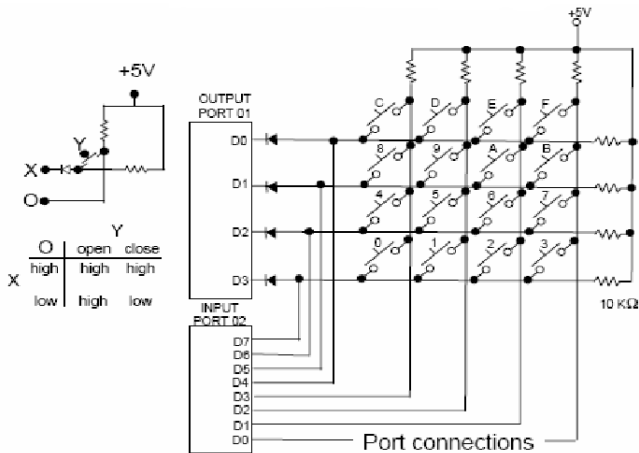 +5V
+5V
OUTPUT
PORT 01
C D E F
D0
Y
8 9 A B
X
D1
O
4 5 6 7
D2
Y
O open close
0 1 2 3
high high high
X
D3
low high low
INPUT
PORT 02
10 KΩ
D7
D6
D5
D4
D3
D2
D1
D0
Port connections